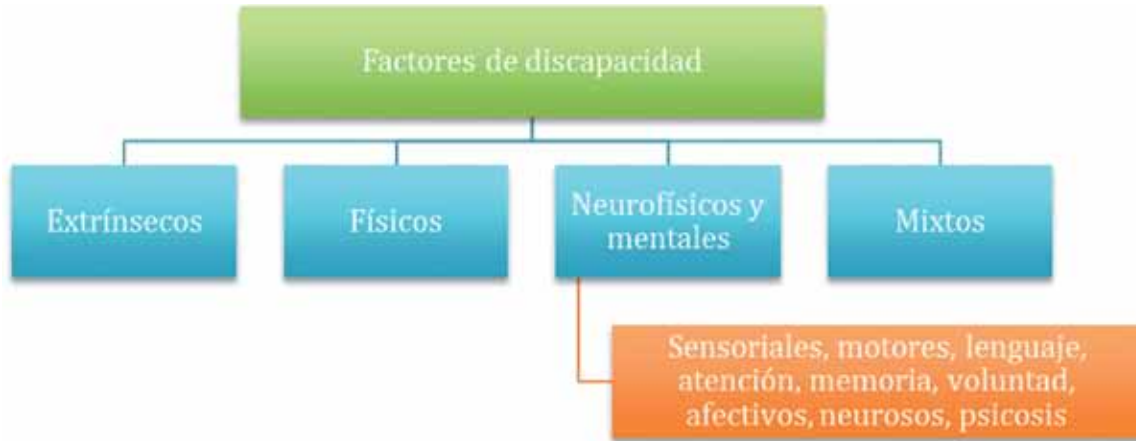 Factores de discapacidad
Extrínsecos
Físicos
Neurofísicos y
mentales
Mixtos
Sensoriales, motores, lenguaje,
atención, memoria, voluntad,
afectivos, neurosos, psicosis